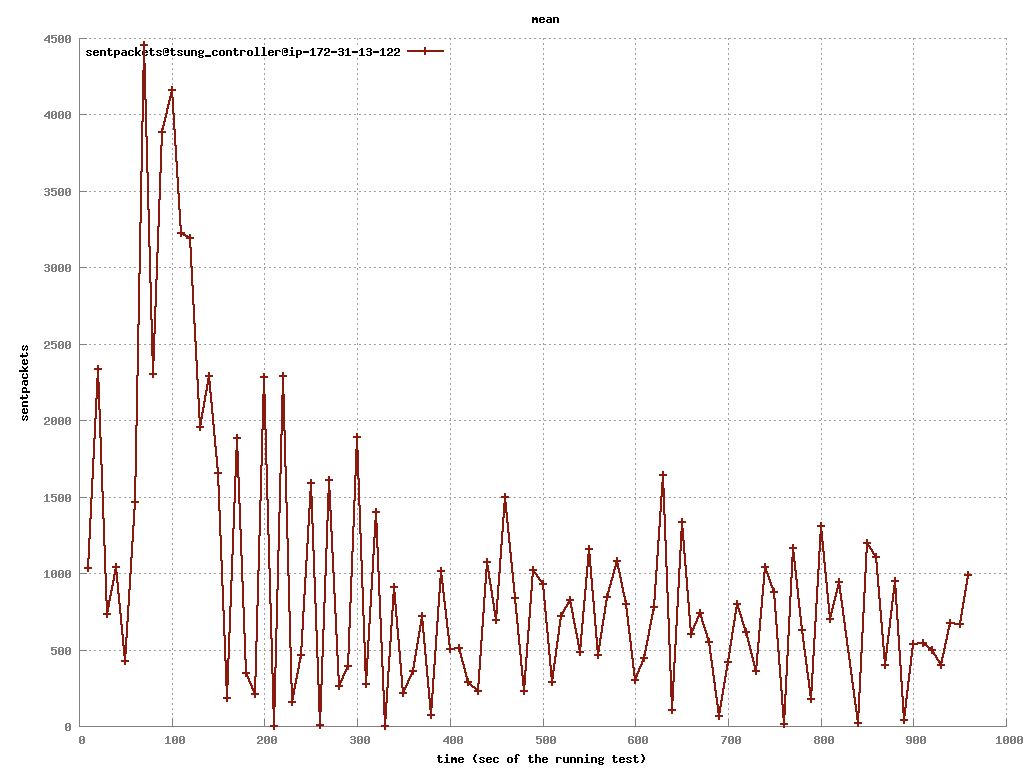 mean
sentpackets@tsung_controller@ip-172-31-13-122
4500
4000
3500
3000
2500
2000
1500
1000
500
0
sentpackets
0 100 200 300 400 500 600 700 800 900 1000
time (sec of the running test)